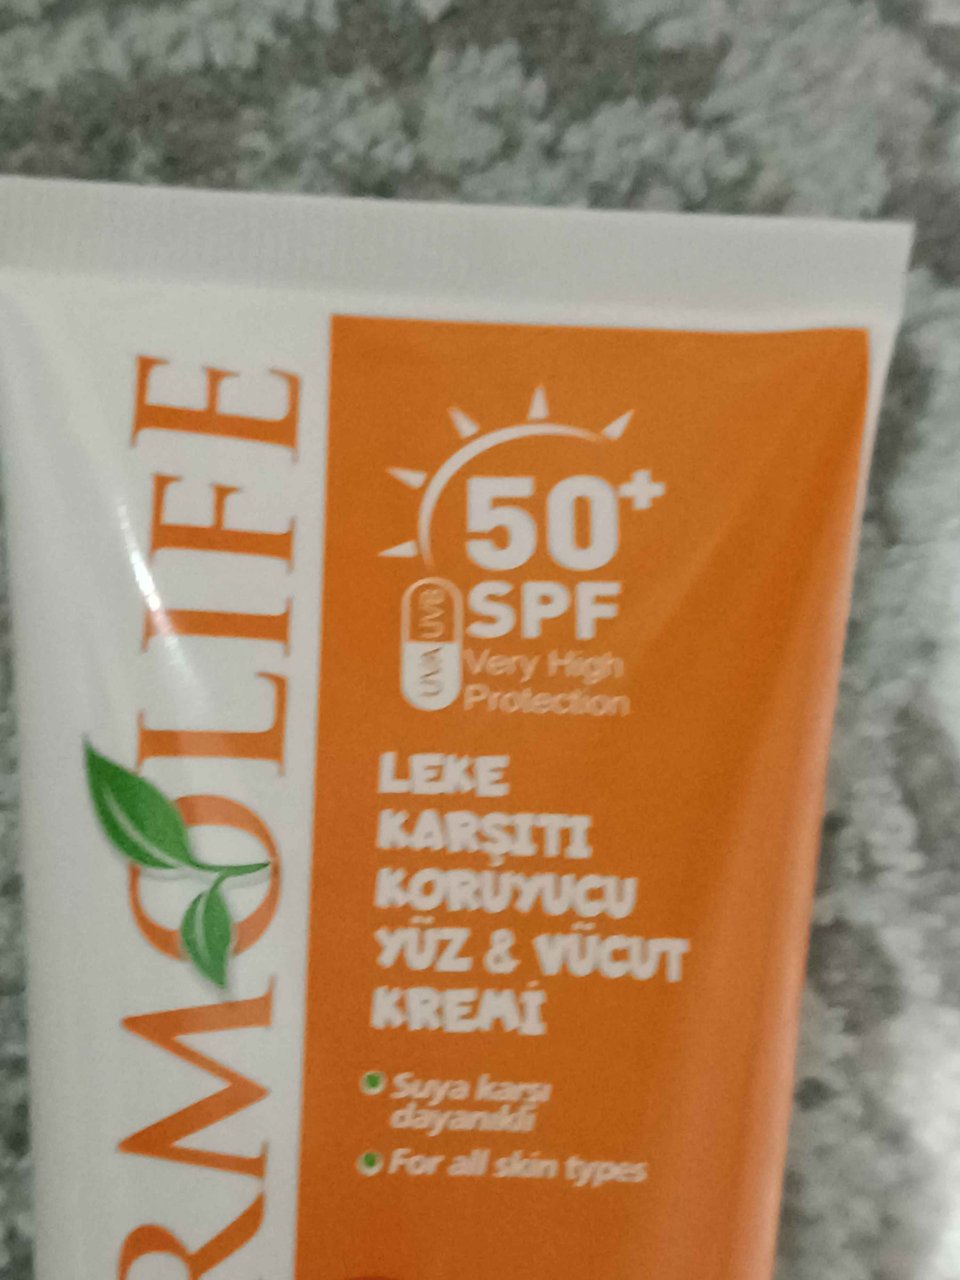 RMOLIFE
50+
SPF
UVA UVB
Very High
Protection
LEKE
KARŞITI
KORUYUCU
YÜZ & VÜCUT
KREMİ
Suya karşı
dayanıklı
For all skin types